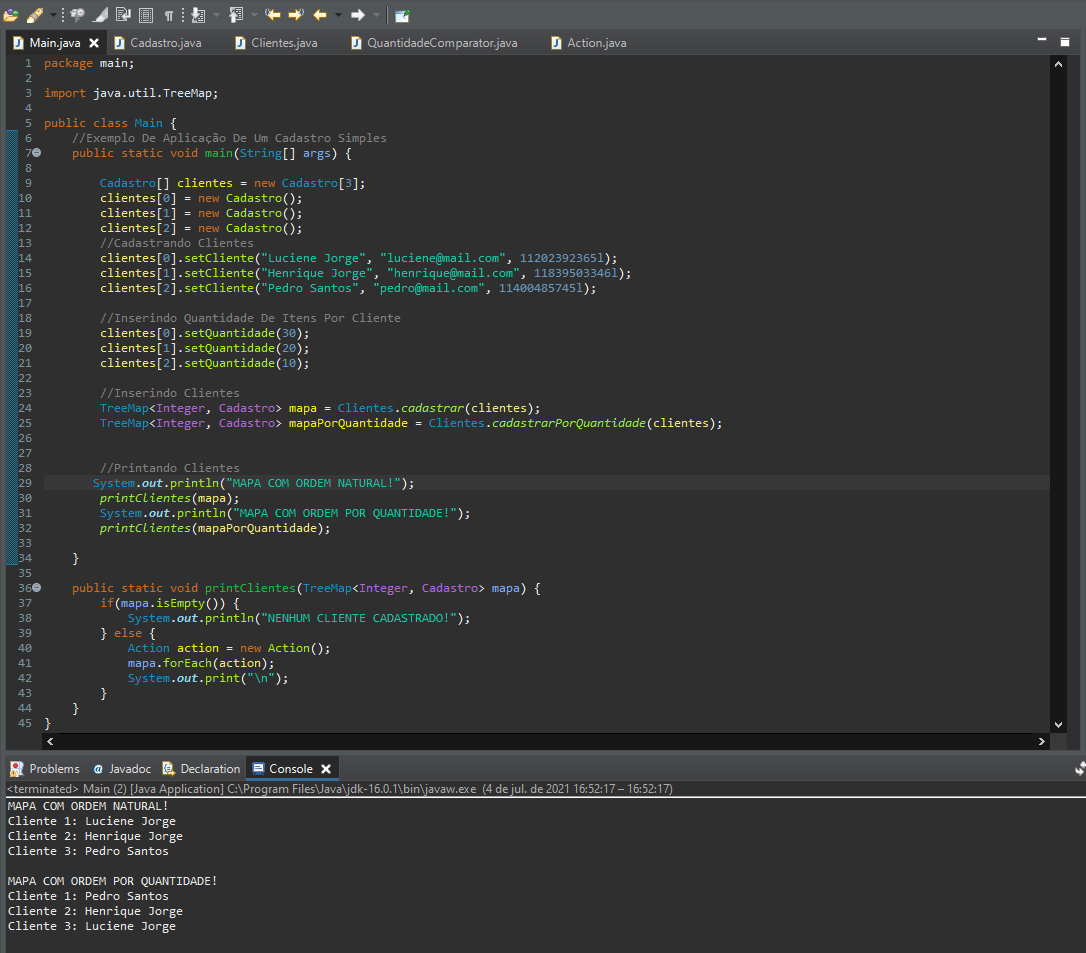 Main.java
Cadastro.java
Clientes.java
QuantidadeComparator.java
Action.java
1 package main;
2
3 import java.util.TreeMap;
4
5 public class Main {
6 //Exemplo De Aplicação De Um Cadastro Simples
7 public static void main(String[] args) {
8
9 Cadastro[] clientes = new Cadastro[3];
10 clientes[0] = new Cadastro();
11 clientes[1] = new Cadastro();
12 clientes[2] = new Cadastro();
13 //Cadastrando Clientes
14 clientes[0].setCliente("Luciene Jorge", "luciene@mail.com", 11202392365l);
15 clientes[1].setCliente("Henrique Jorge", "henrique@mail.com", 11839503346l);
16 clientes[2].setCliente("Pedro Santos", "pedro@mail.com", 11400485745l);
17
18 //Inserindo Quantidade De Itens Por Cliente
19 clientes[0].setQuantidade(30);
20 clientes[1].setQuantidade(20);
21 clientes[2].setQuantidade(10);
22
23 //Inserindo Clientes
24 TreeMap<Integer, Cadastro> mapa = Clientes.cadastrar(clientes);
25 TreeMap<Integer, Cadastro> mapaPorQuantidade = Clientes.cadastrarPorQuantidade(clientes);
26
27
28 //Printando Clientes
29 System.out.println("MAPA COM ORDEM NATURAL!");
30 printClientes(mapa);
31 System.out.println("MAPA COM ORDEM POR QUANTIDADE!");
32 printClientes(mapaPorQuantidade);
33
34 }
35
36 public static void printClientes(TreeMap<Integer, Cadastro> mapa) {
37 if(mapa.isEmpty()) {
38 System.out.println("NENHUM CLIENTE CADASTRADO!");
39 } else {
40 Action action = new Action();
41 mapa.forEach(action);
42 System.out.print("\n");
43 }
44 }
45 }
Problems Javadoc Declaration Console
<terminated> Main (2) [Java Application] C:\Program Files\Java\jdk-16.0.1\bin\javaw.exe (4 de jul. de 2021 16:52:17 – 16:52:17)
MAPA COM ORDEM NATURAL!
Cliente 1: Luciene Jorge
Cliente 2: Henrique Jorge
Cliente 3: Pedro Santos
MAPA COM ORDEM POR QUANTIDADE!
Cliente 1: Pedro Santos
Cliente 2: Henrique Jorge
Cliente 3: Luciene Jorge